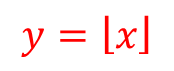 y = ⌊x⌋